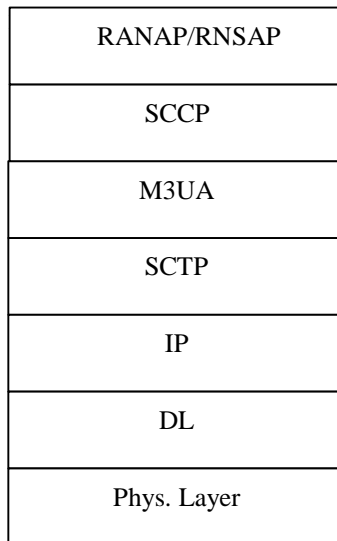 RANAP/RNSAP
SCCP
M3UA
SCTP
IP
DL
Phys. Layer